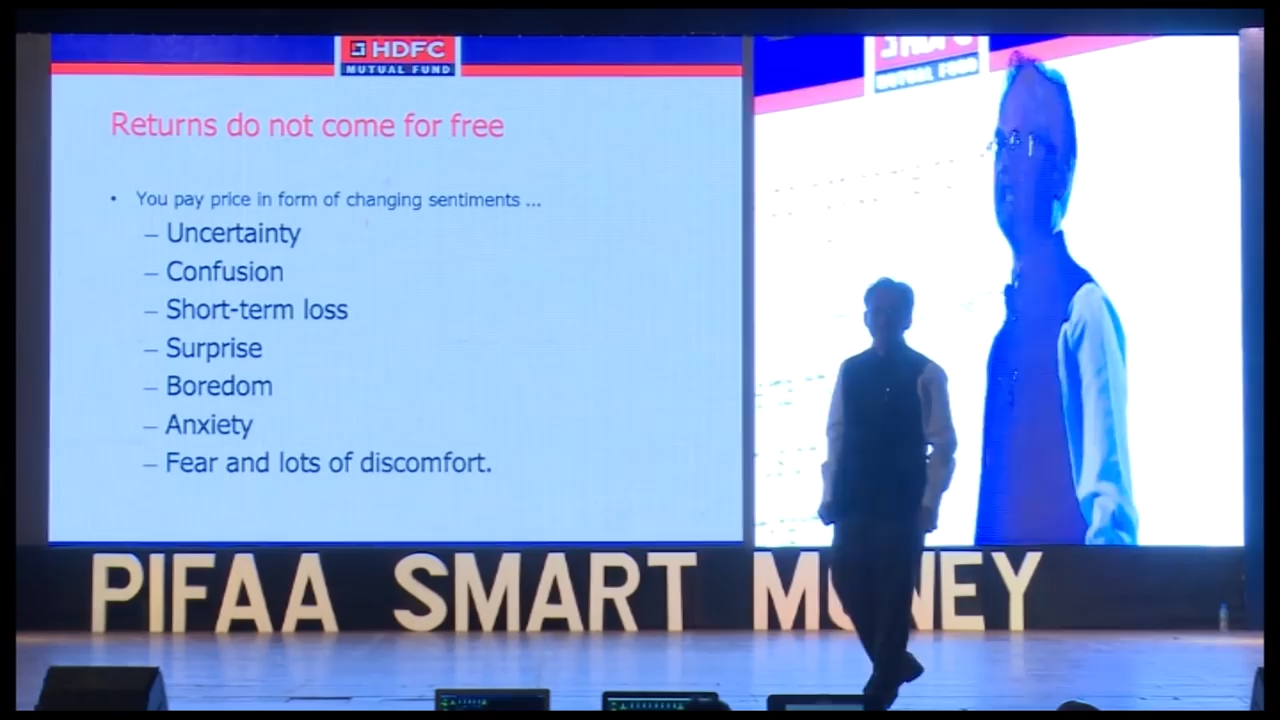 HDFC
MUTUAL FUND
Returns do not come for free
• You pay price in form of changing sentiments ...
– Uncertainty
– Confusion
– Short-term loss
– Surprise
– Boredom
– Anxiety
– Fear and lots of discomfort.
HDFC
MUTUAL FUND
PIFAA SMART MONEY